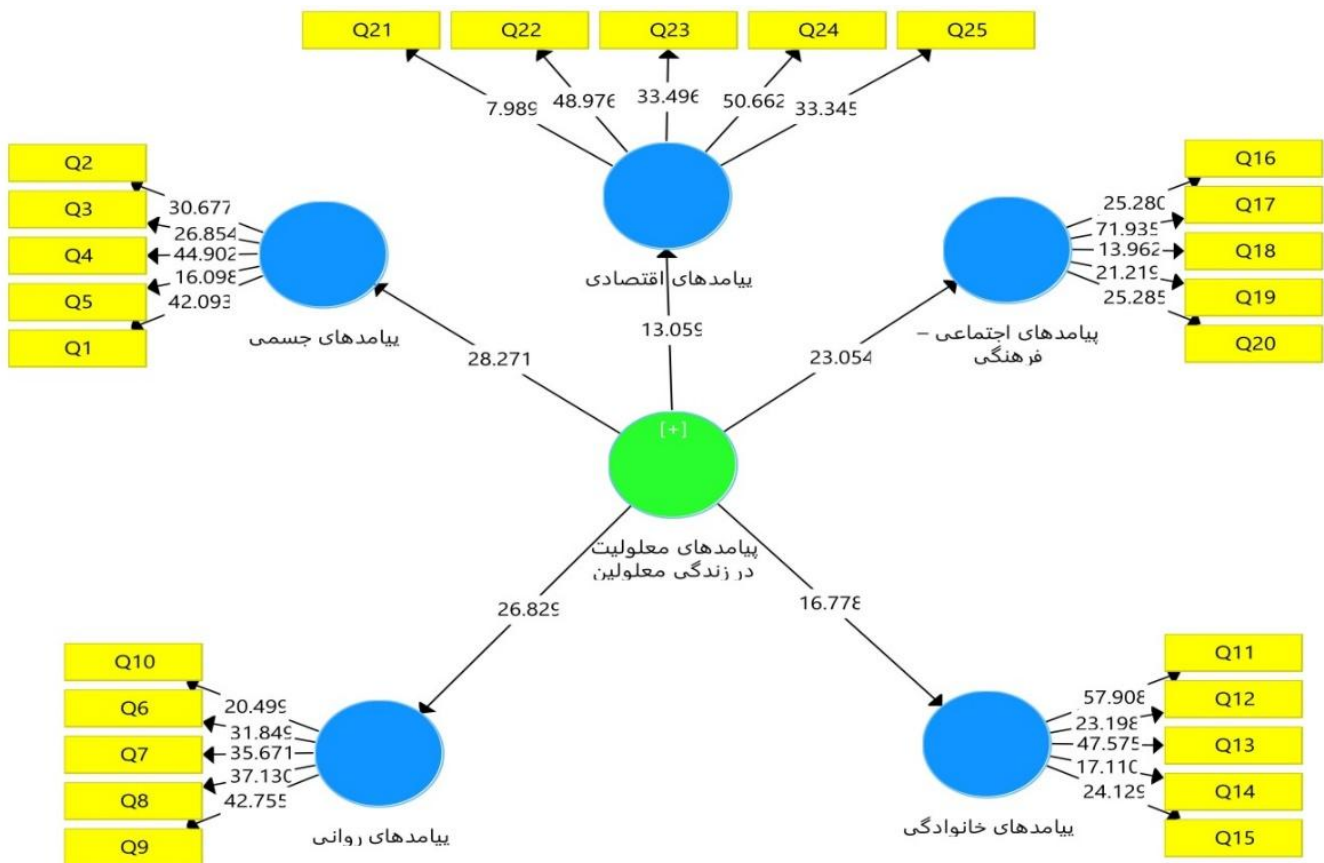 Q21
Q22
Q23
Q24
Q25
7.989
48.976
33.496
50.662
33.345
پیامدهای اقتصادی
13.059
Q2
Q3
Q4
Q5
Q1
30.677
26.854
44.902
16.098
42.093
پیامدهای جسمی
28.271
Q16
Q17
Q18
Q19
Q20
25.280
71.935
13.962
21.219
25.285
پیامدهای اجتماعی –
فرهنگی
23.054
[+]
پیامدهای معلولیت
در زندگی معلولین
26.829
16.778
Q10
Q6
Q7
Q8
Q9
20.499
31.849
35.671
37.130
42.755
پیامدهای روانی
Q11
Q12
Q13
Q14
Q15
57.908
23.198
47.575
17.110
24.129
پیامدهای خانوادگی